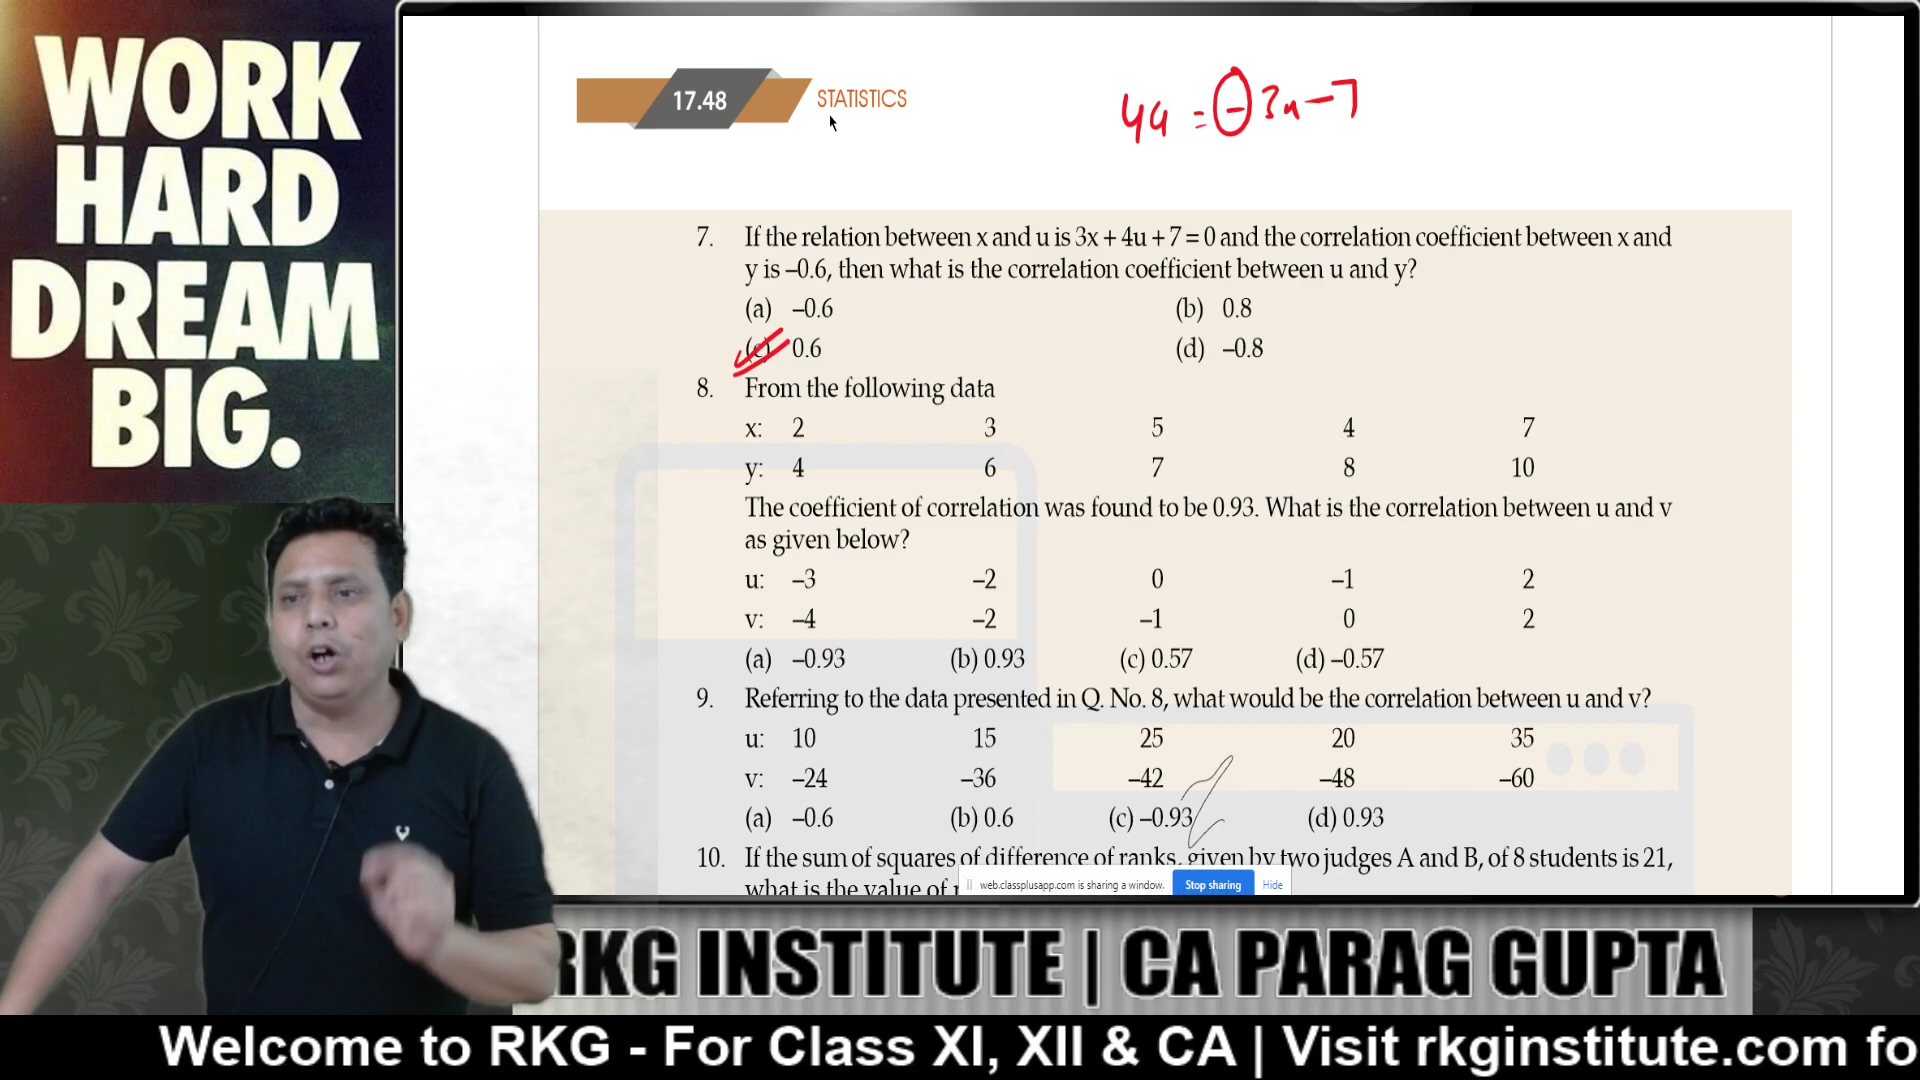 WORK
HARD
DREAM
BIG.
17.48 STATISTICS
4u = -3x-7
7. If the relation between x and u is 3x + 4u + 7 = 0 and the correlation coefficient between x and
y is –0.6, then what is the correlation coefficient between u and y?
(a) –0.6 (b) 0.8
(c) 0.6 (d) –0.8
8. From the following data
x: 2 3 5 4 7
y: 4 6 7 8 10
The coefficient of correlation was found to be 0.93. What is the correlation between u and v
as given below?
u: –3 –2 0 –1 2
v: –4 –2 –1 0 2
(a) –0.93 (b) 0.93 (c) 0.57 (d) –0.57
9. Referring to the data presented in Q. No. 8, what would be the correlation between u and v?
u: 10 15 25 20 35
v: –24 –36 –42 –48 –60
(a) –0.6 (b) 0.6 (c) –0.93 (d) 0.93
10. If the sum of squares of difference of ranks, given by two judges A and B, of 8 students is 21,
what is the value of
web.classplusapp.com is sharing a window. Stop sharing Hide
RKG INSTITUTE | CA PARAG GUPTA
Welcome to RKG - For Class XI, XII & CA | Visit rkginstitute.com fo